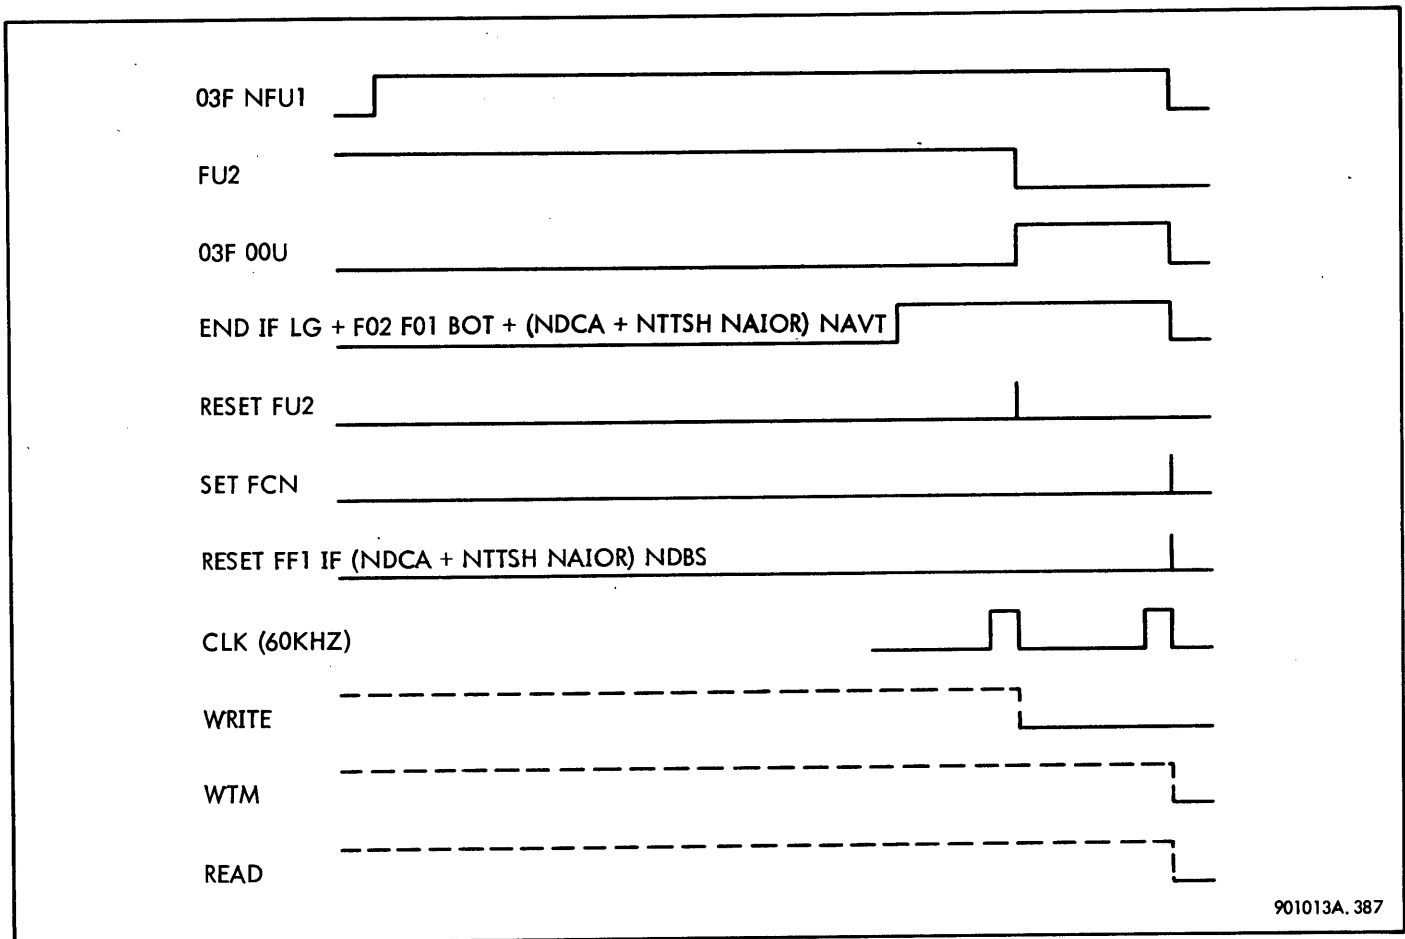 03F NFU1
FU2
03F 00U
END IF LG + F02 F01 BOT + (NDCA + NTTSH NAIOR) NAVT
RESET FU2
SET FCN
RESET FF1 IF (NDCA + NTTSH NAIOR) NDBS
CLK (60KHZ)
WRITE
WTM
READ
901013A. 387